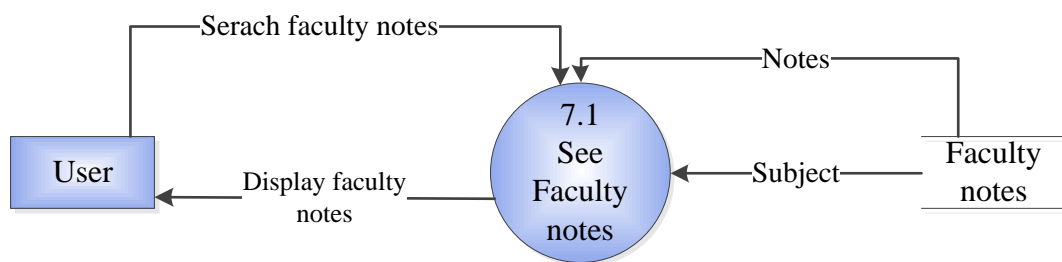 Serach faculty notes
Notes
User
7.1
See
Faculty
notes
Display faculty
notes
Subject
Faculty
notes